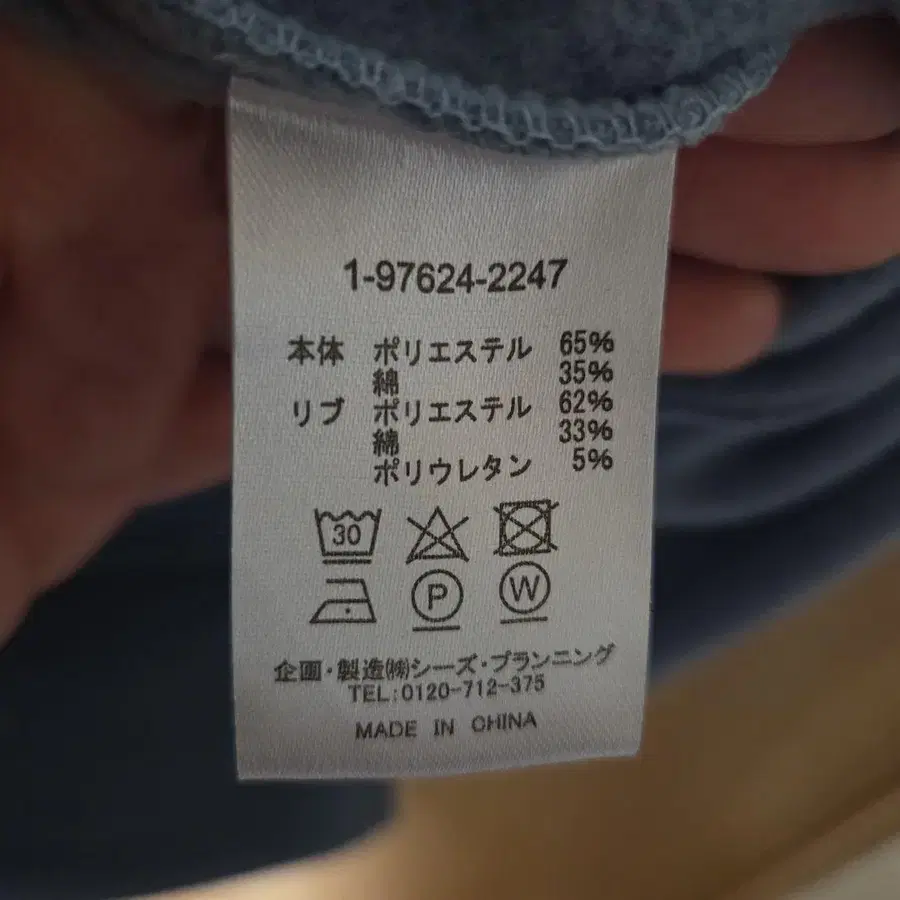 1-97624-2247
本体 ポリエステル 65%
綿 35%
リブ ポリエステル 62%
綿 33%
ポリウレタン 5%
30
P W
企画・製造㈱シーズ・プランニング
TEL:0120-712-375
MADE IN CHINA